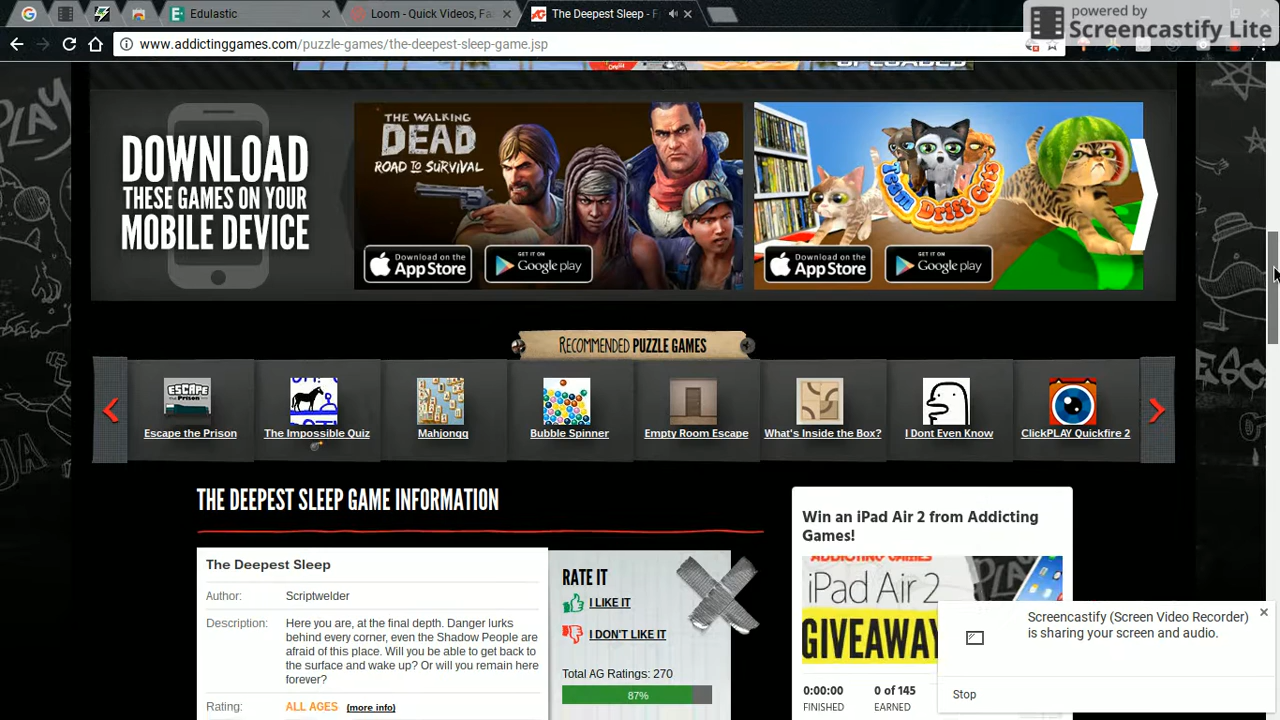 powered by
Screencastify Lite
Edulastic
Loom - Quick Videos, Fa
The Deepest Sleep - F
www.addictinggames.com/puzzle-games/the-deepest-sleep-game.jsp
DOWNLOAD
THESE GAMES ON YOUR
MOBILE DEVICE
THE WALKING
DEAD
ROAD TO SURVIVAL
Download on the
App Store
GET IT ON
Google play
Team Drift Cats
Download on the
App Store
GET IT ON
Google play
RECOMMENDED PUZZLE GAMES
ESCAPE
the Prison
Escape the Prison
The Impossible Quiz
Mahjongg
Bubble Spinner
Empty Room Escape
What's Inside the Box?
I Dont Even Know
ClickPLAY Quickfire 2
THE DEEPEST SLEEP GAME INFORMATION
The Deepest Sleep
Author: Scriptwelder
Description: Here you are, at the final depth. Danger lurks
behind every corner, even the Shadow People are
afraid of this place. Will you be able to get back to
the surface and wake up? Or will you remain here
forever?
Rating: ALL AGES (more info)
RATE IT
I LIKE IT
I DON'T LIKE IT
Total AG Ratings: 270
87%
Win an iPad Air 2 from Addicting
Games!
ADDICTING GAMES
iPad Air 2
GIVEAWAY
0:00:00
FINISHED
0 of 145
EARNED
Screencastify (Screen Video Recorder)
is sharing your screen and audio.
Stop